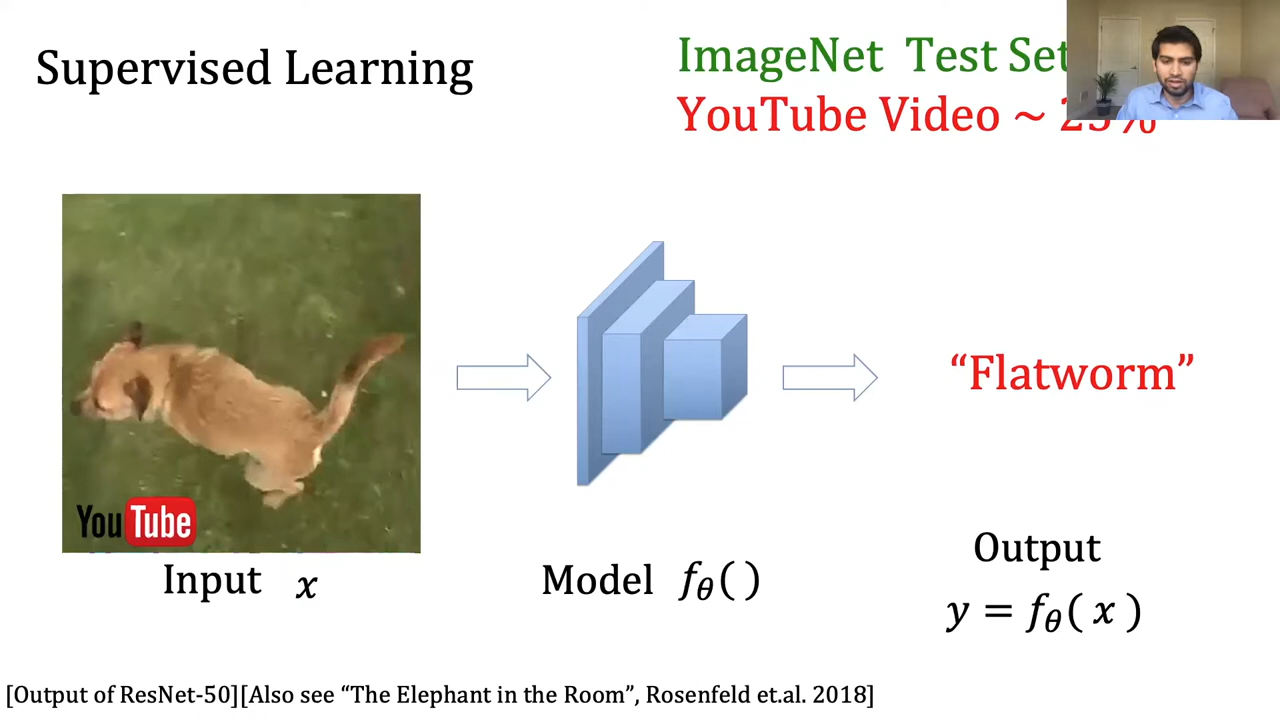 Supervised Learning
ImageNet Test Set
YouTube Video ~
YouTube
"Flatworm"
Input x
Model fθ( )
Output
y = fθ( x )
[Output of ResNet-50][Also see "The Elephant in the Room", Rosenfeld et.al. 2018]